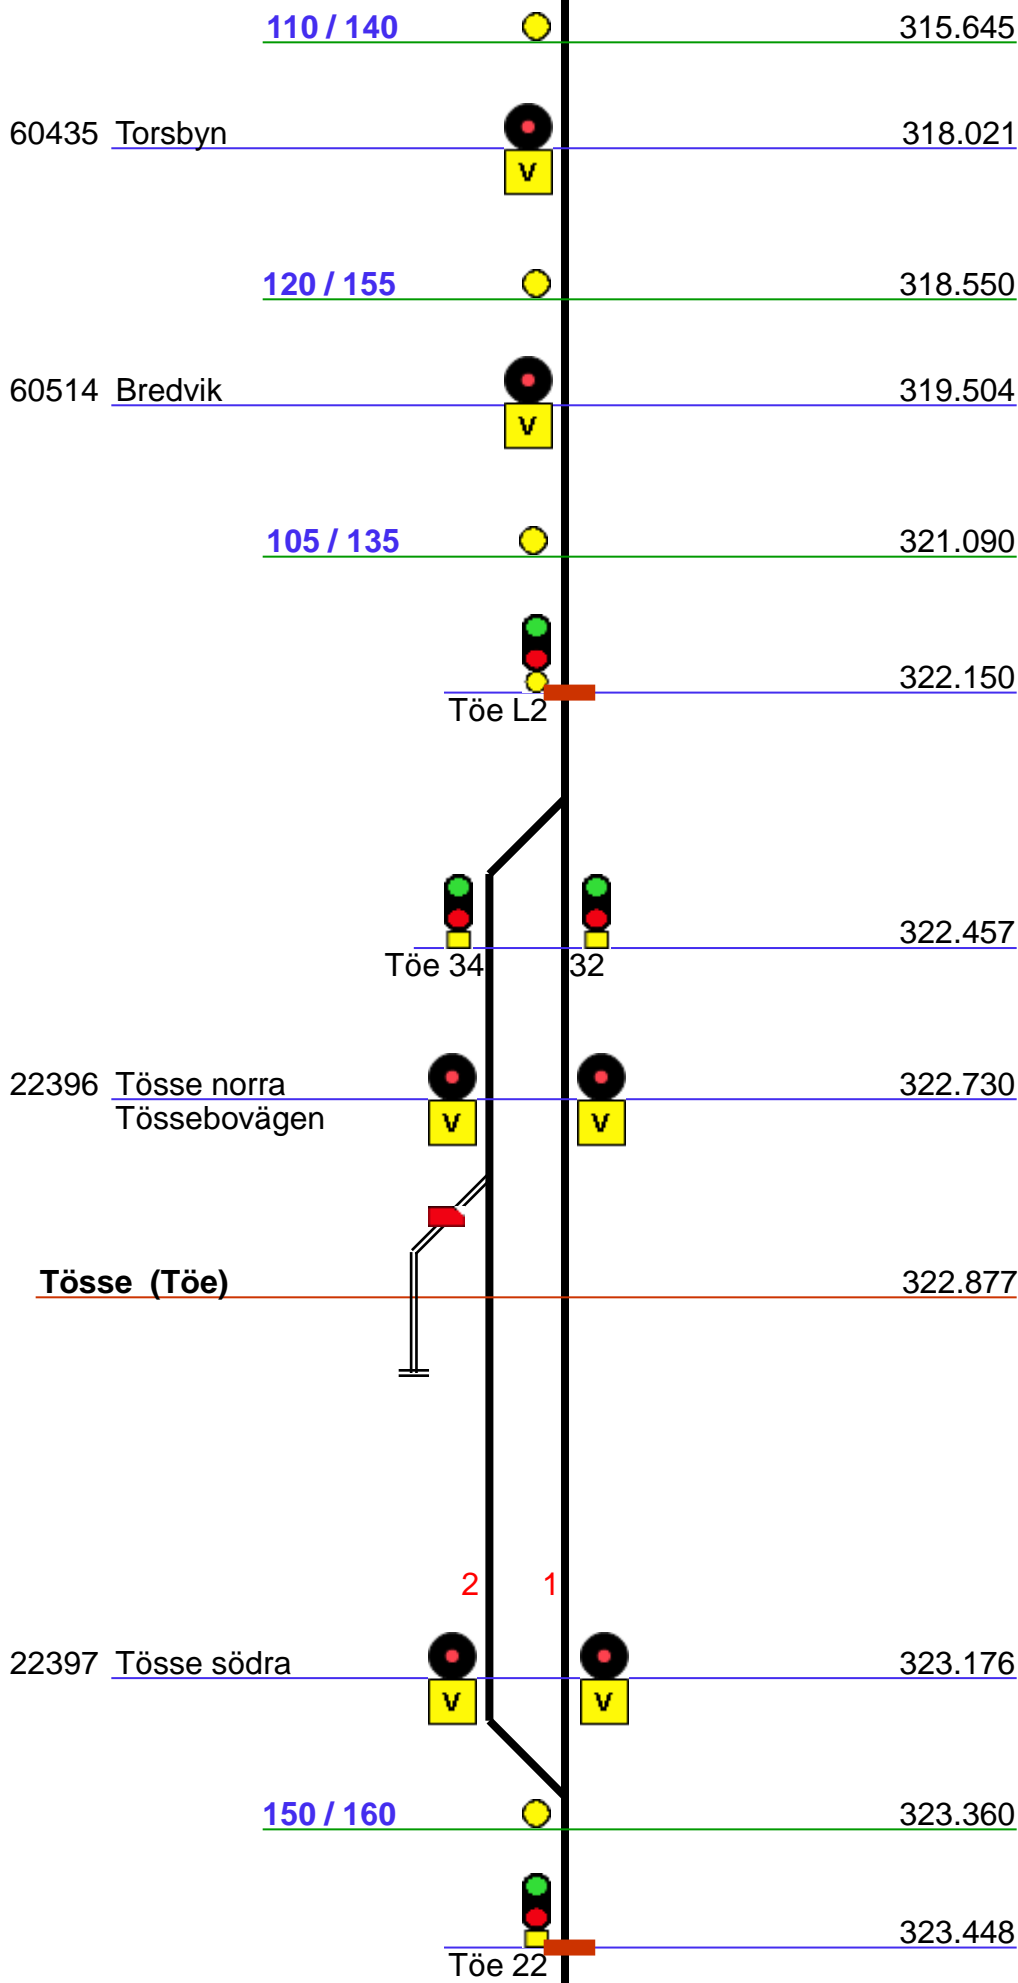 110 / 140 315.645
60435 Torsbyn 318.021
V
120 / 155 318.550
60514 Bredvik 319.504
V
105 / 135 321.090
322.150
Töe L2
322.457
Töe 34 32
22396 Tösse norra 322.730
Tössebovägen V V
Tösse (Töe) 322.877
2 1
22397 Tösse södra 323.176
V V
150 / 160 323.360
323.448
Töe 22